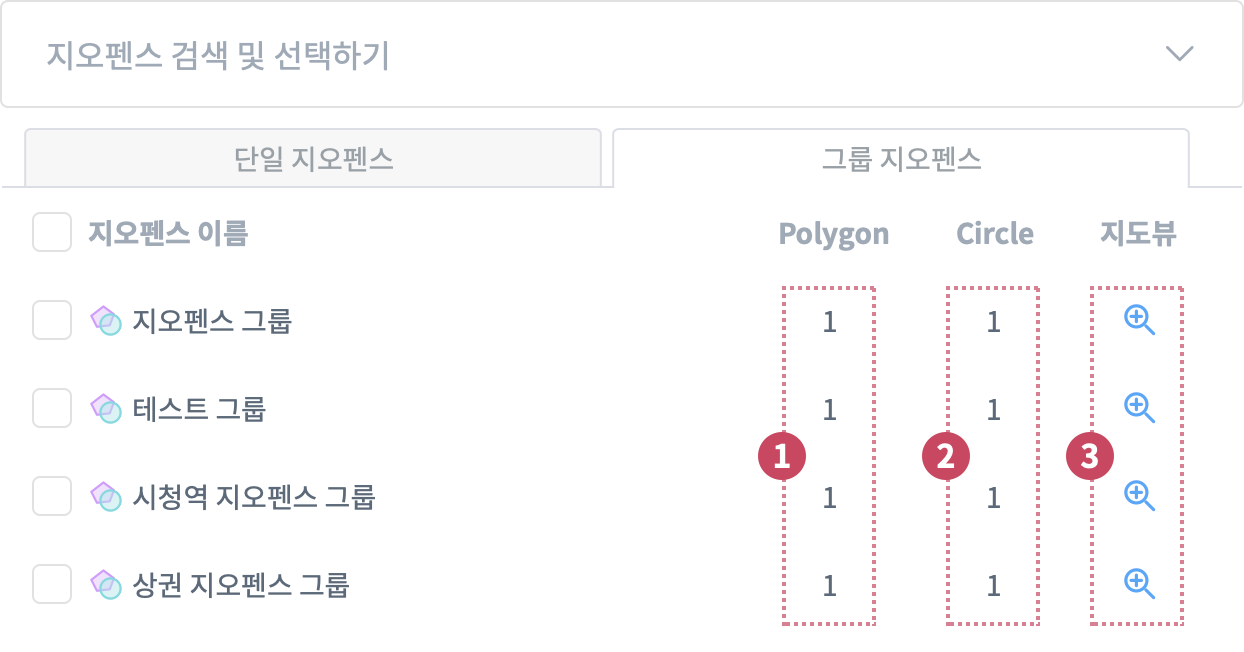 지오펜스 검색 및 선택하기
단일 지오펜스 그룹 지오펜스
지오펜스 이름 Polygon Circle 지도뷰
지오펜스 그룹 1 1
테스트 그룹 1 1
1 2 3
시청역 지오펜스 그룹 1 1
상권 지오펜스 그룹 1 1